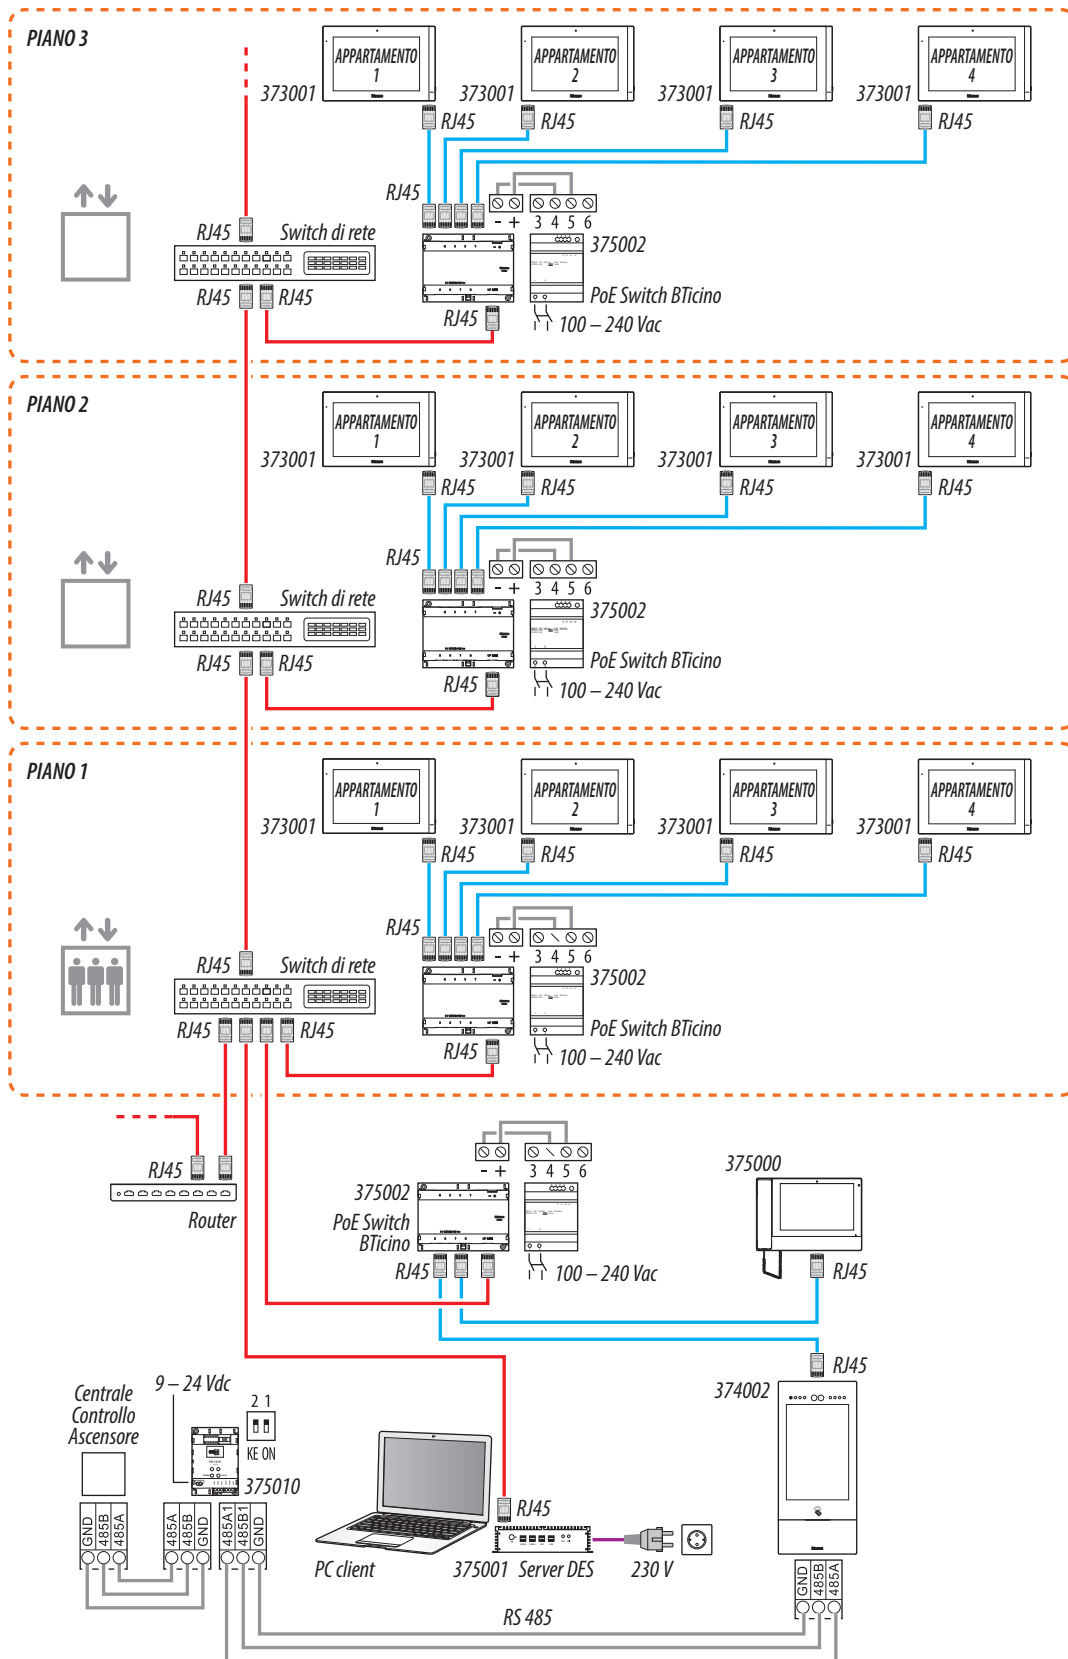 PIANO 3
APPARTAMENTO 1
APPARTAMENTO 2
APPARTAMENTO 3
APPARTAMENTO 4
373001 373001 373001 373001
RJ45 RJ45 RJ45 RJ45
RJ45
- + 3 4 5 6
RJ45 Switch di rete 375002
RJ45 RJ45 PoE Switch BTicino
RJ45 100 – 240 Vac
PIANO 2
APPARTAMENTO 1
APPARTAMENTO 2
APPARTAMENTO 3
APPARTAMENTO 4
373001 373001 373001 373001
RJ45 RJ45 RJ45 RJ45
RJ45
- + 3 4 5 6
RJ45 Switch di rete 375002
RJ45 RJ45 PoE Switch BTicino
RJ45 100 – 240 Vac
PIANO 1
APPARTAMENTO 1
APPARTAMENTO 2
APPARTAMENTO 3
APPARTAMENTO 4
373001 373001 373001 373001
RJ45 RJ45 RJ45 RJ45
RJ45
- + 3 4 5 6
RJ45 Switch di rete 375002
RJ45 RJ45 PoE Switch BTicino
RJ45 100 – 240 Vac
- + 3 4 5 6
RJ45 375002 375000
Router PoE Switch
BTicino
RJ45 100 – 240 Vac RJ45
RJ45
9 – 24 Vdc 374002
Centrale
Controllo
Ascensore
2 1
KE ON
375010
RJ45
GND 485B 485A 485A 485B GND 485A1 485B1 GND
PC client 375001 Server DES 230 V
GND 485B 485A
RS 485